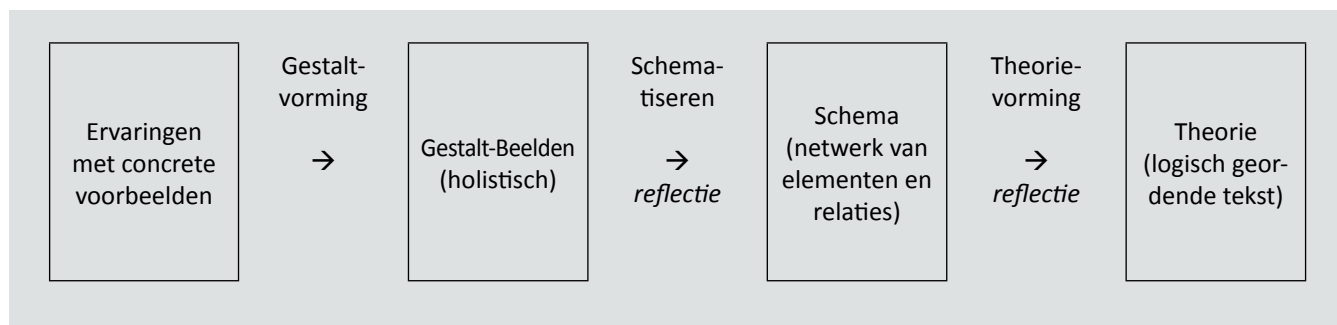 Ervaringen
met concrete
voorbeelden
Gestalt-
vorming
→
Gestalt-Beelden
(holistisch)
Schema-
tiseren
→
reflectie
Schema
(netwerk van
elementen en
relaties)
Theorie-
vorming
→
reflectie
Theorie
(logisch geor-
dende tekst)